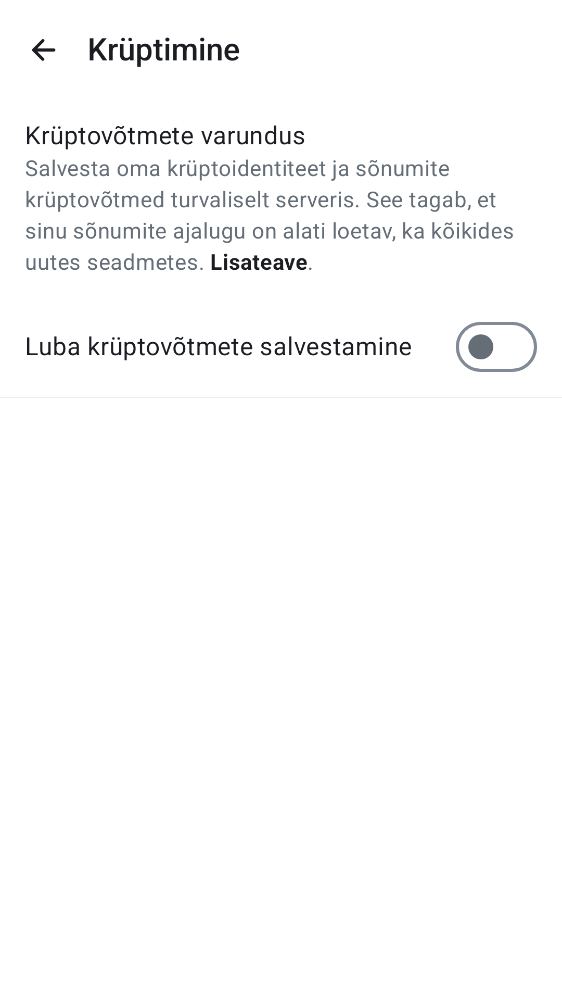 Krüptimine
Krüptovõtmete varundus
Salvesta oma krüptoidentiteet ja sõnumite
krüptovõtmed turvaliselt serveris. See tagab, et
sinu sõnumite ajalugu on alati loetav, ka kõikides
uutes seadmetes. Lisateave.
Luba krüptovõtmete salvestamine